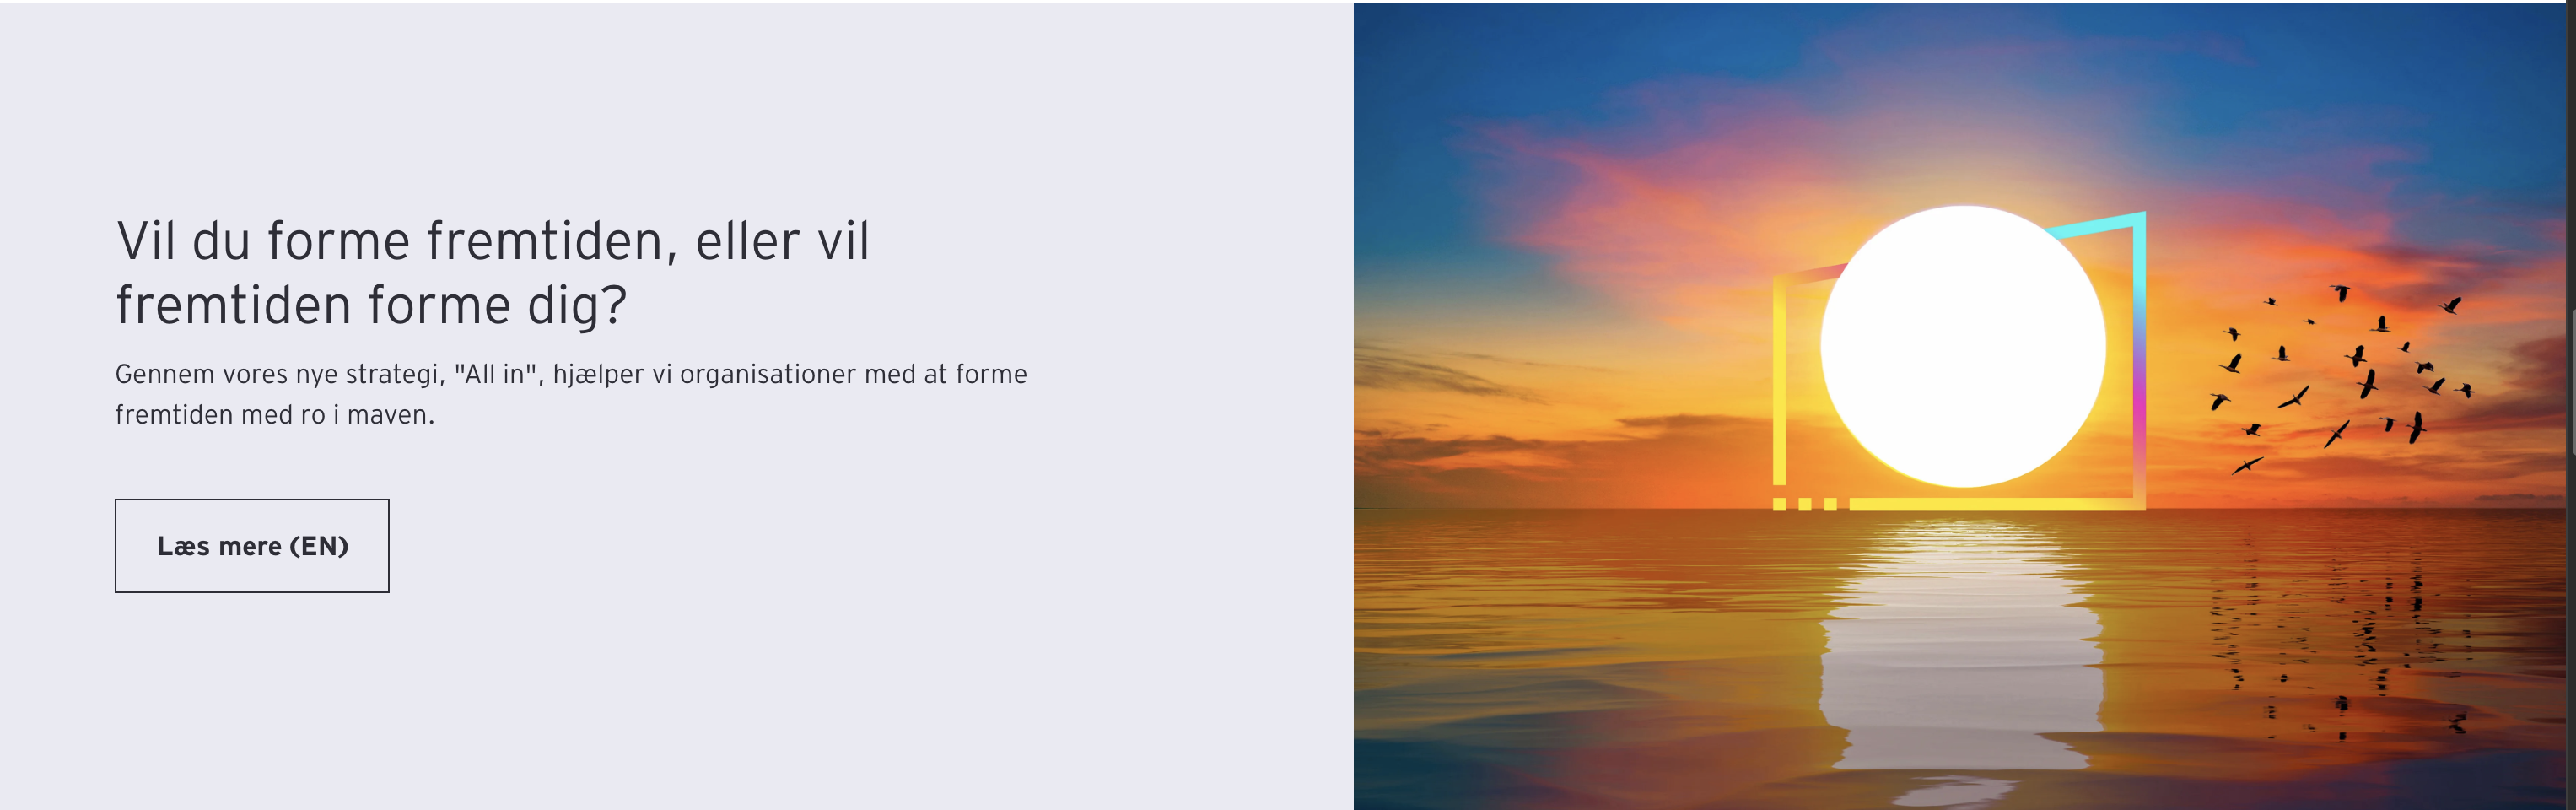 Vil du forme fremtiden, eller vil
fremtiden forme dig?
Gennem vores nye strategi, "All in", hjælper vi organisationer med at forme
fremtiden med ro i maven.
Læs mere (EN)